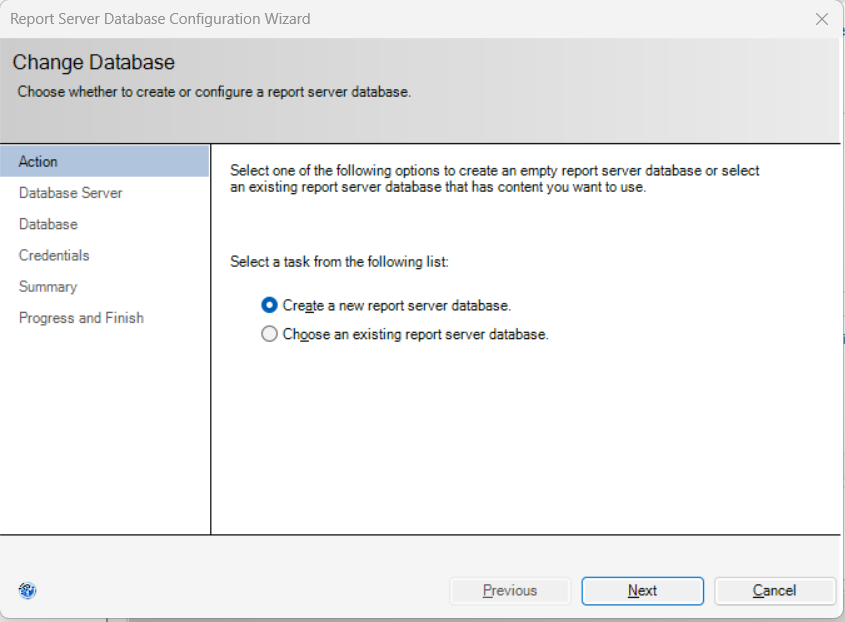 Report Server Database Configuration Wizard
Change Database
Choose whether to create or configure a report server database.
Action
Database Server
Database
Credentials
Summary
Progress and Finish
Select one of the following options to create an empty report server database or select
an existing report server database that has content you want to use.
Select a task from the following list:
Create a new report server database.
Choose an existing report server database.
Previous
Next
Cancel